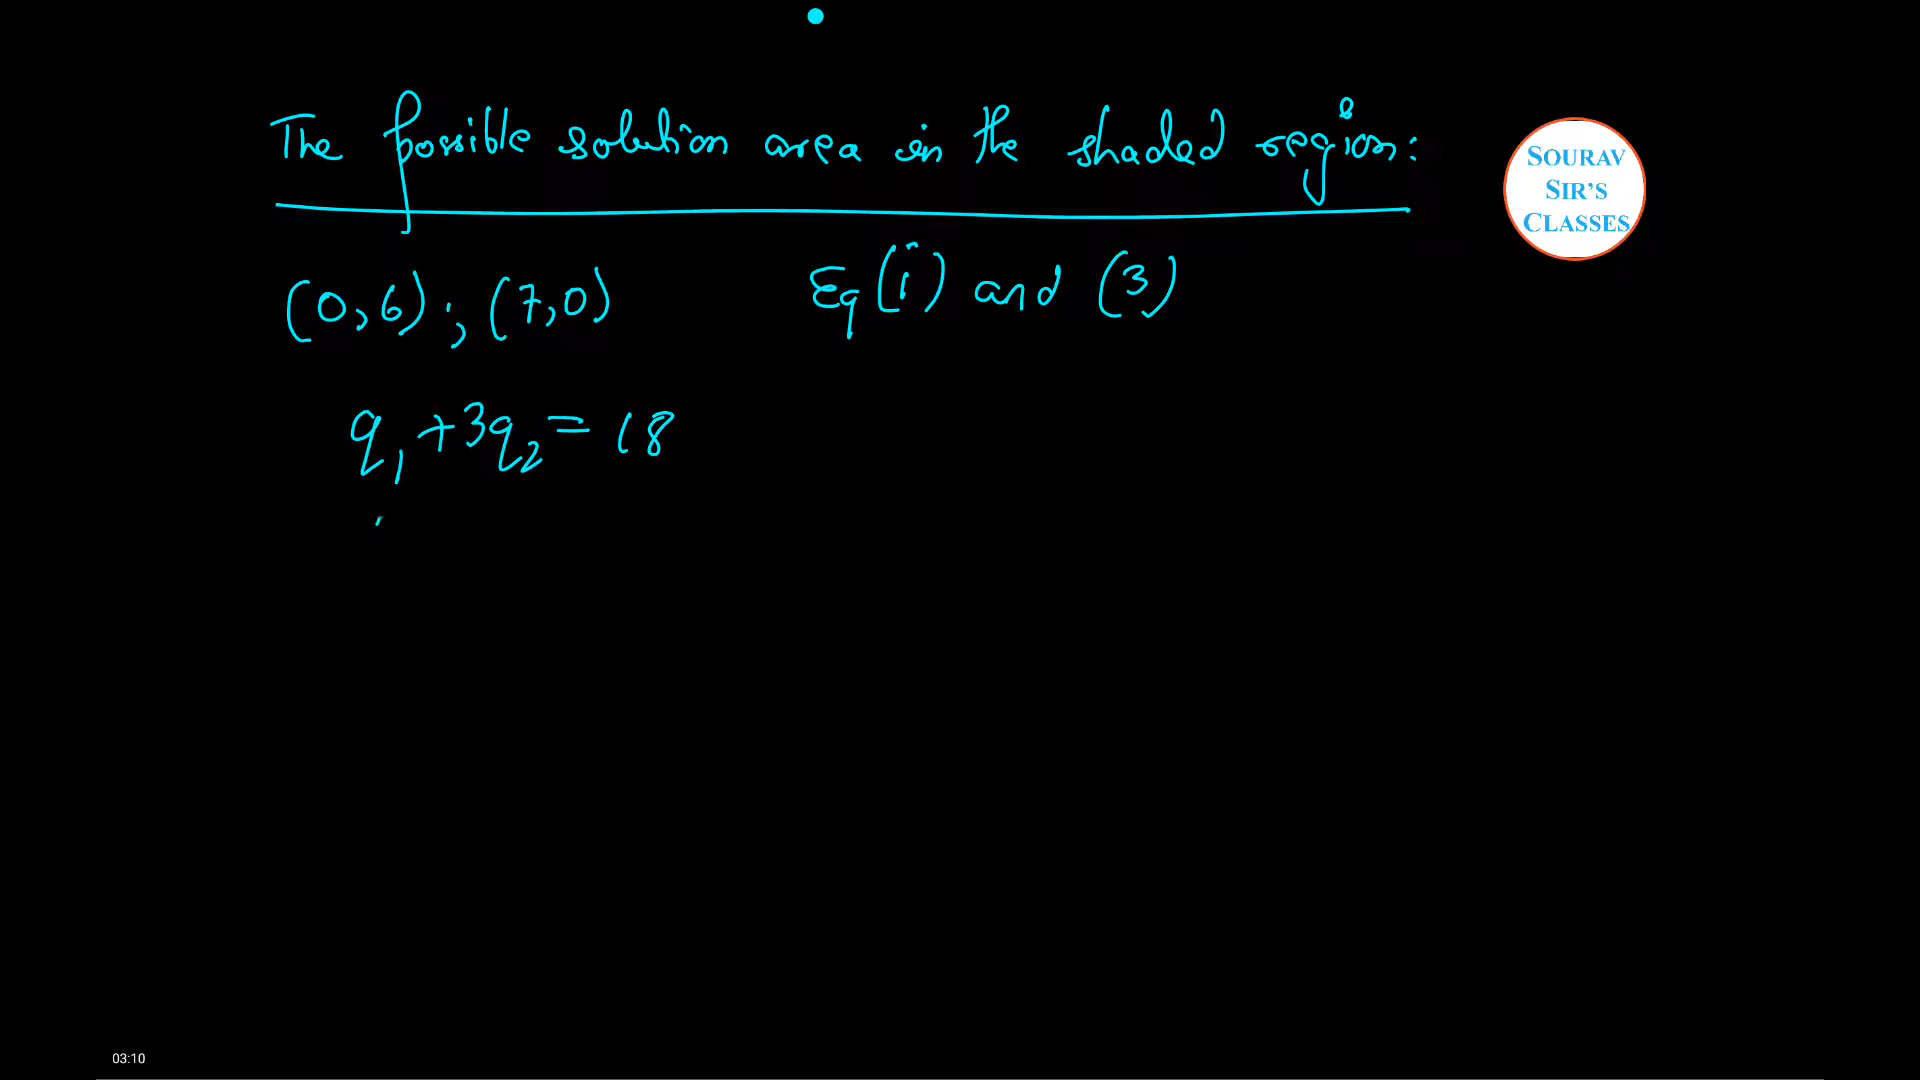 The possible solution area in the shaded region:
SOURAV
SIR'S
CLASSES
(0,6); (7,0) Eq (i) and (3)
q₁+3q₂=18
03:10